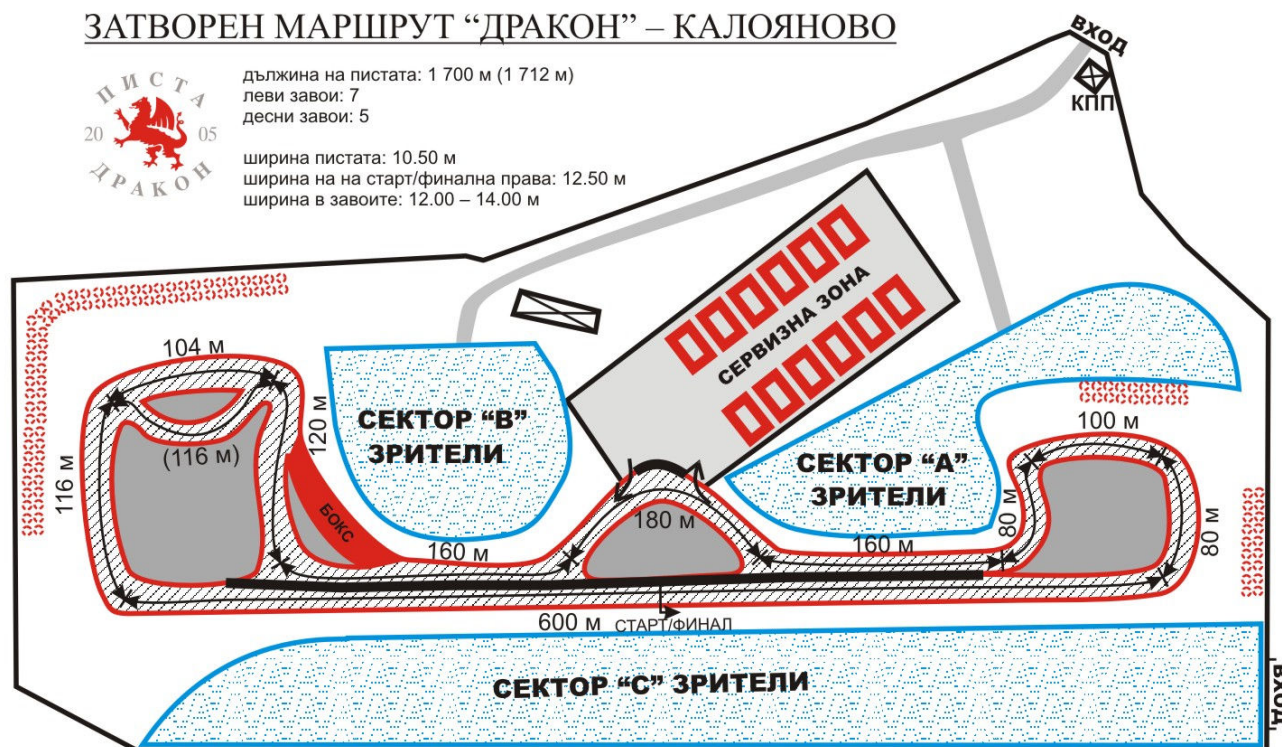 ЗАТВОРЕН МАРШРУТ “ДРАКОН” – КАЛОЯНОВО
ПИСТА
20 05
ДРАКОН
дължина на пистата: 1 700 м (1 712 м)
леви завои: 7
десни завои: 5
ширина пистата: 10.50 м
ширина на на старт/финална права: 12.50 м
ширина в завоите: 12.00 – 14.00 м
вход
КПП
СЕРВИЗНА ЗОНА
104 м
(116 м)
116 м
120 м
БОКС
СЕКТОР “В”
ЗРИТЕЛИ
160 м
180 м
СЕКТОР “А”
ЗРИТЕЛИ
160 м
80 м
100 м
80 м
600 м
СТАРТ/ФИНАЛ
СЕКТОР “С” ЗРИТЕЛИ
ВХОД